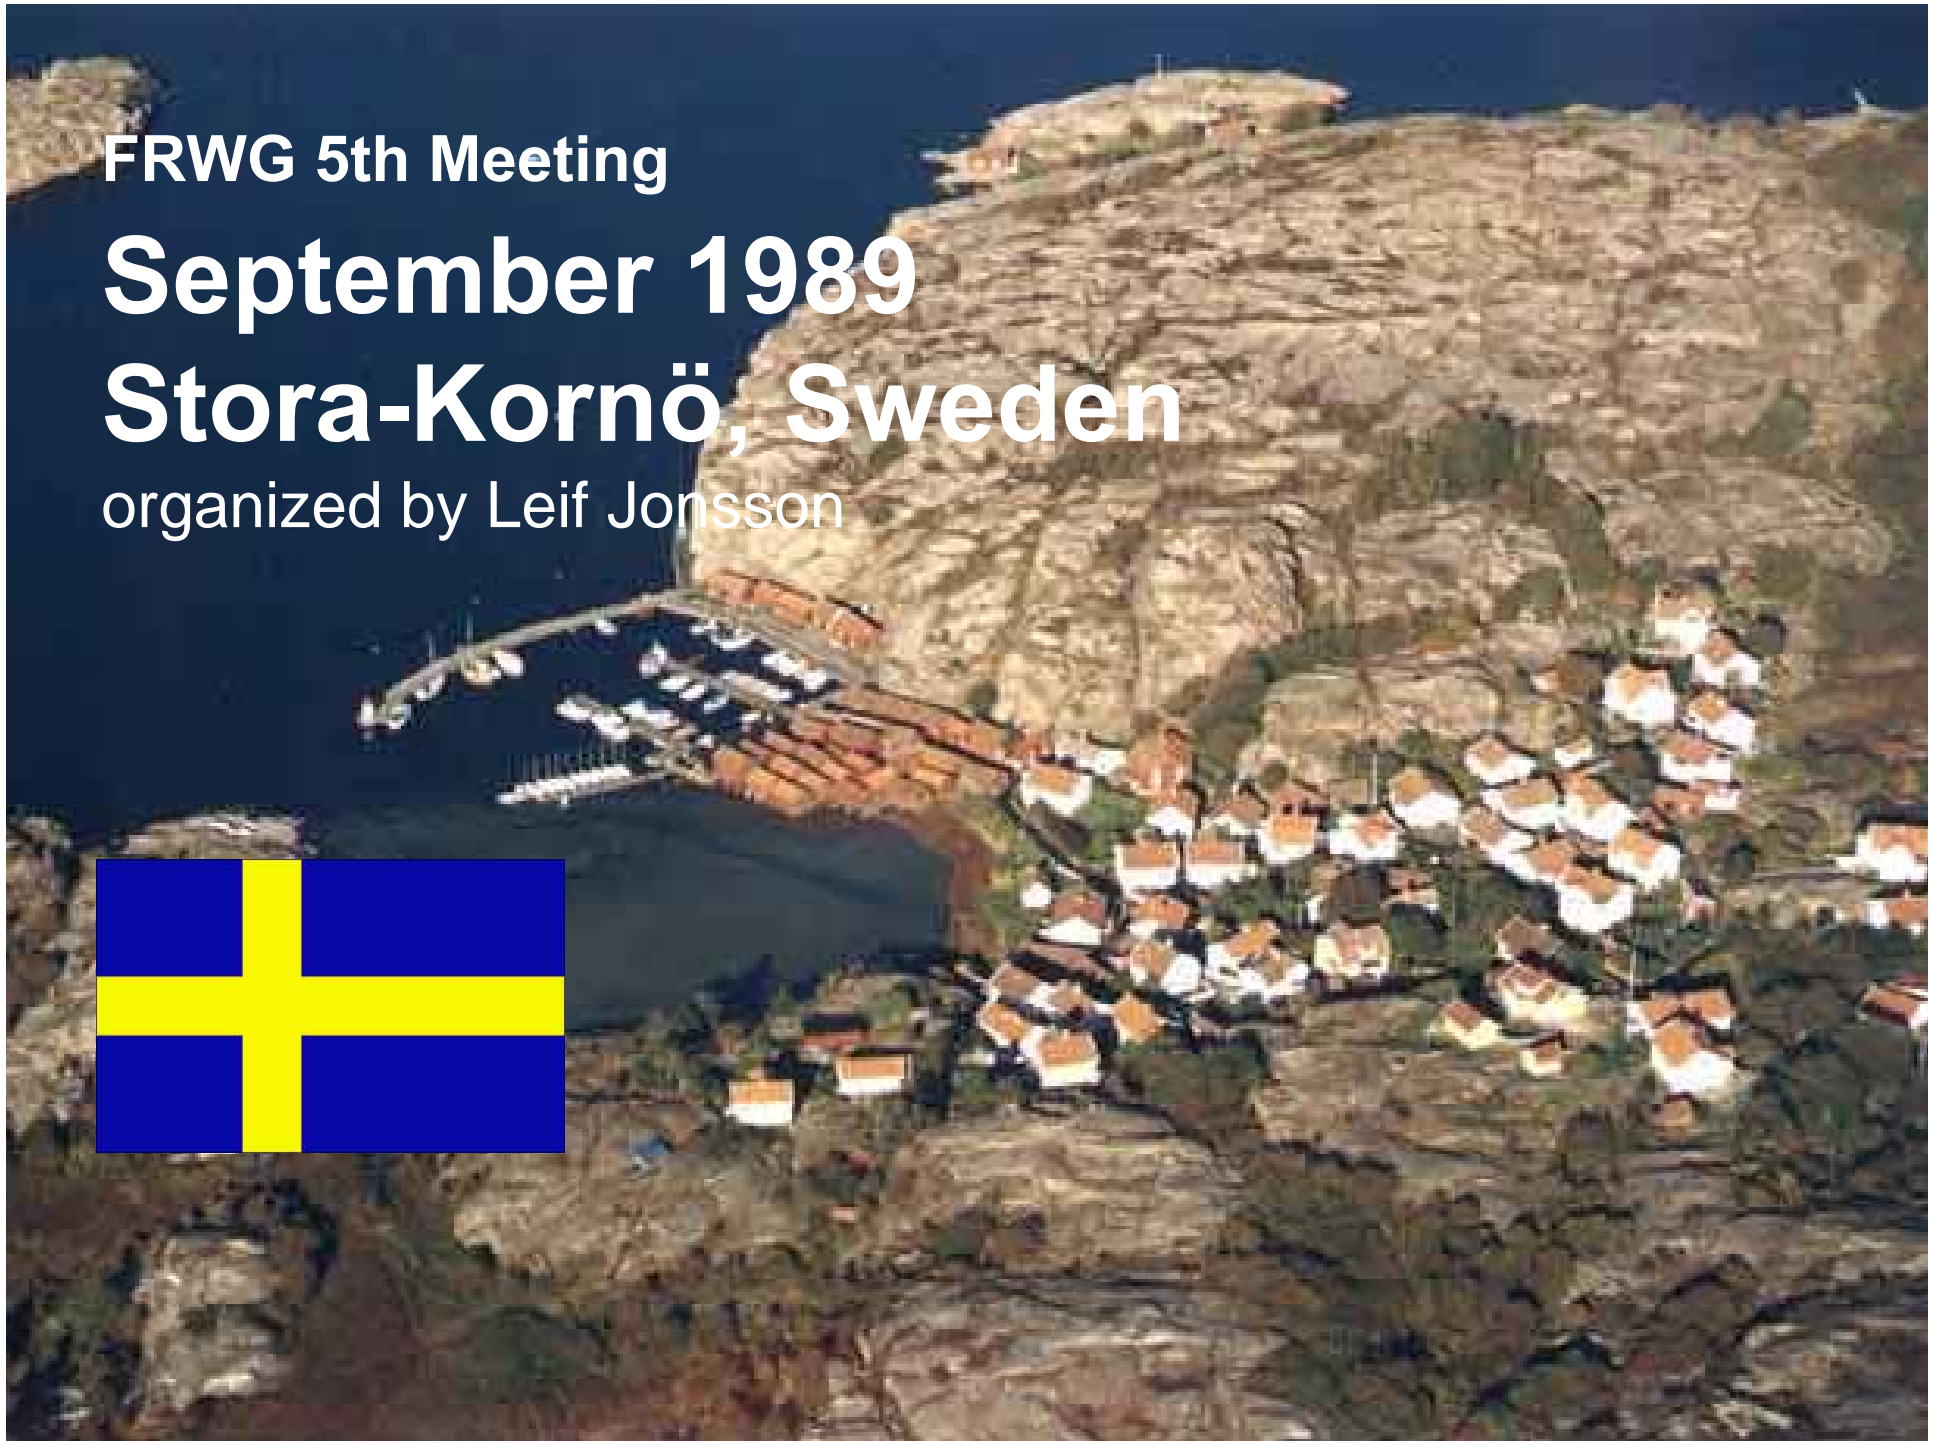 FRWG 5th Meeting
September 1989
Stora-Kornö, Sweden
organized by Leif Jonsson